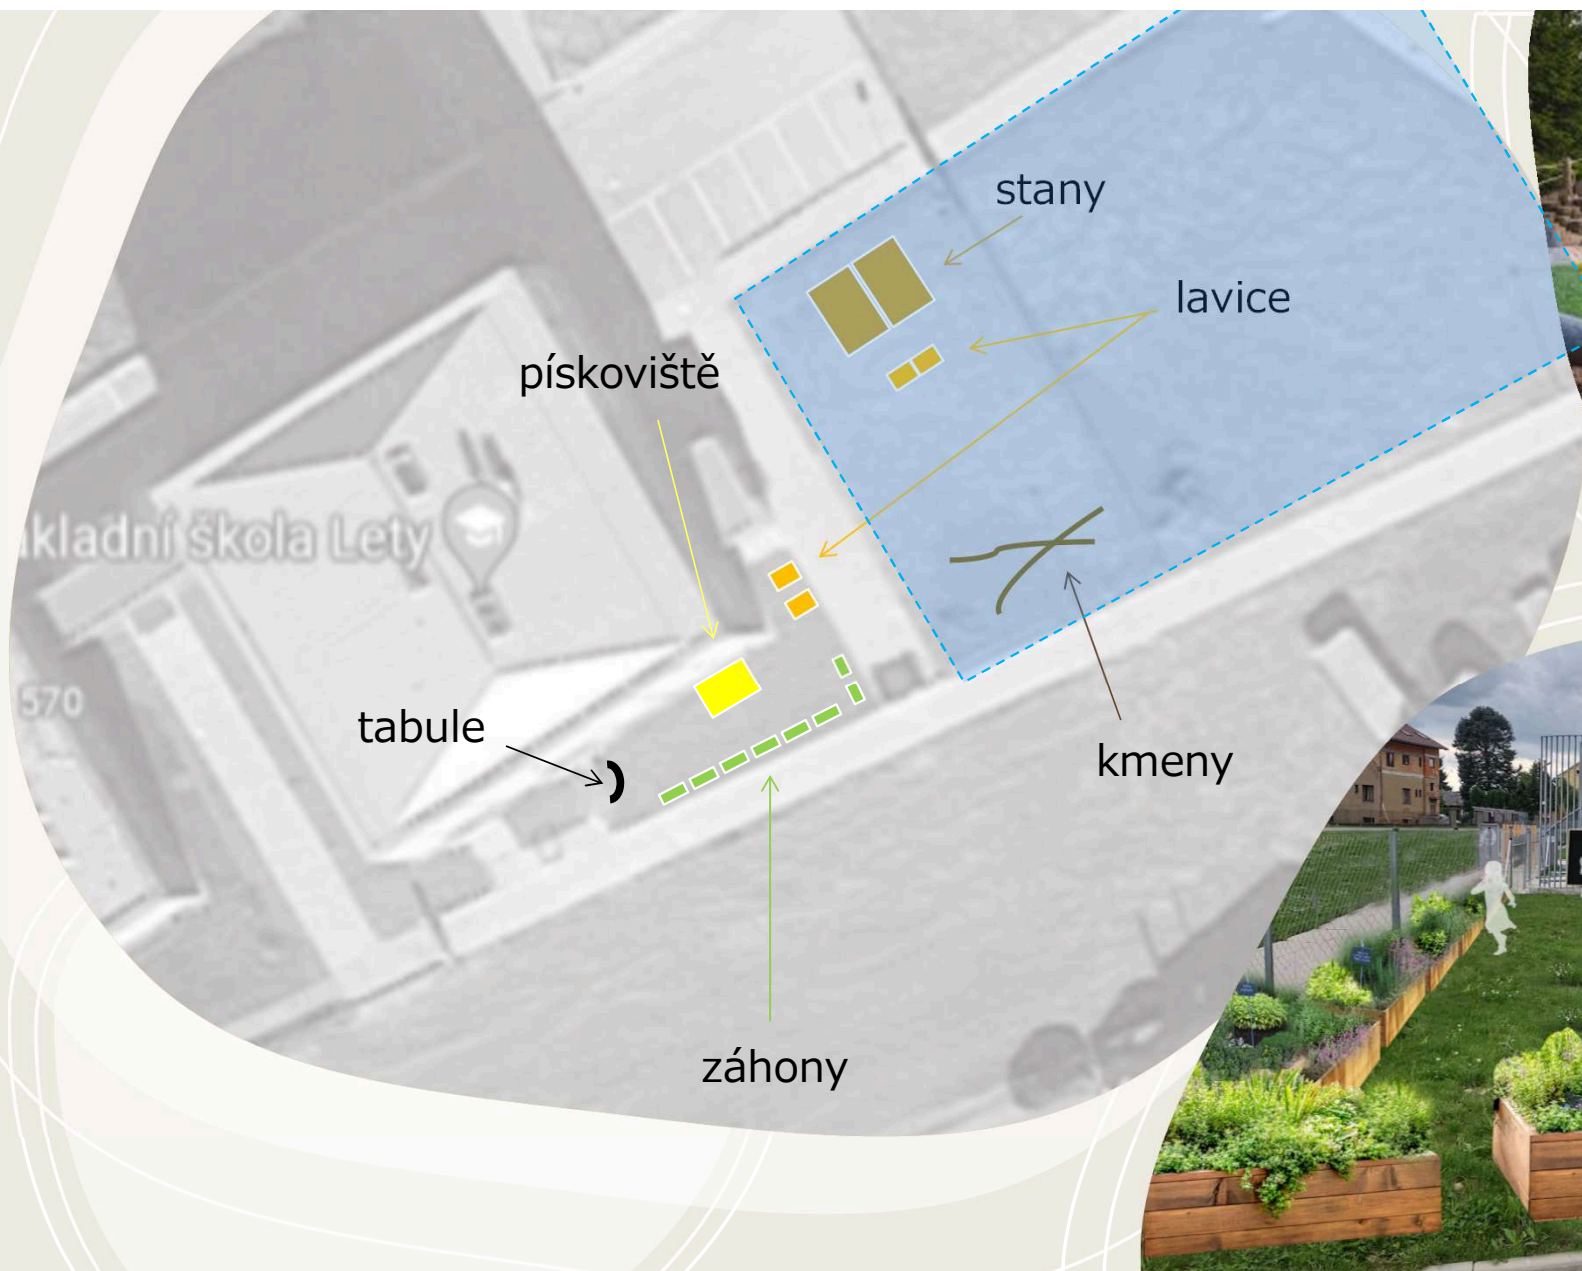 stany
lavice
pískoviště
kladní škola Lety
570
tabule
kmeny
záhony